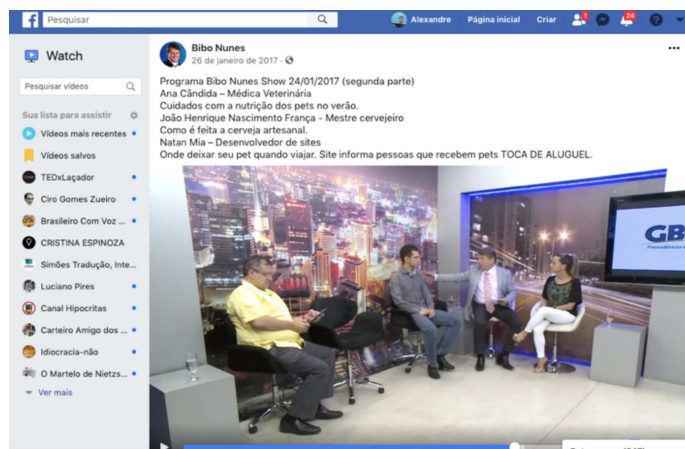 Pesquisar
Alexandre
Página inicial
Criar
1
24
Watch
Pesquisar vídeos
Sua lista para assistir
Vídeos mais recentes
Vídeos salvos
TEDxLaçador
Ciro Gomes Zueiro
Brasileiro Com Voz ...
CRISTINA ESPINOZA
Simões Tradução, Inte...
Luciano Pires
Canal Hipocritas
Carteiro Amigo dos ...
Idiocracia-não
O Martelo de Nietzs...
Ver mais
Bibo Nunes
26 de janeiro de 2017 ·
Programa Bibo Nunes Show 24/01/2017 (segunda parte)
Ana Cândida – Médica Veterinária
Cuidados com a nutrição dos pets no verão.
João Henrique Nascimento França - Mestre cervejeiro
Como é feita a cerveja artesanal.
Natan Mia – Desenvolvedor de sites
Onde deixar seu pet quando viajar. Site informa pessoas que recebem pets TOCA DE ALUGUEL.
GB